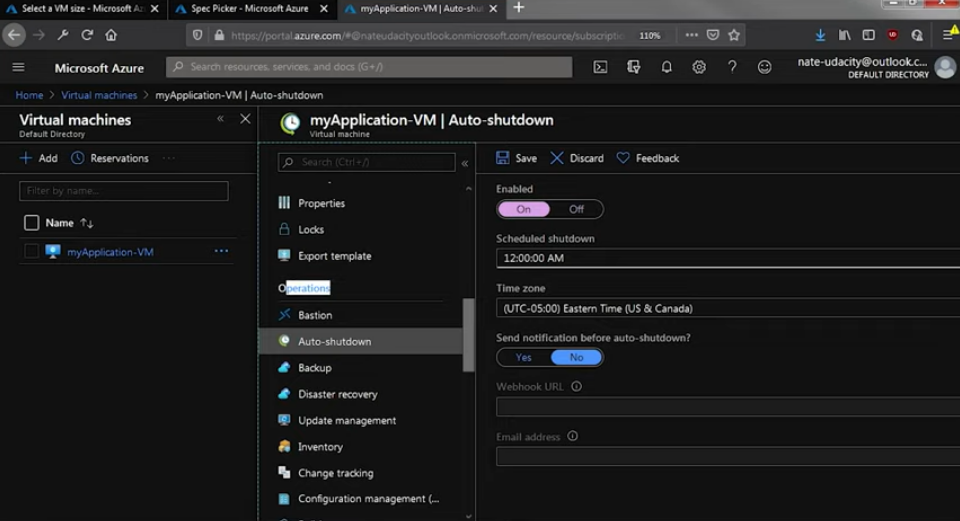 Select a VM size - Microsoft Az
Spec Picker - Microsoft Azure
myApplication-VM | Auto-shut
https://portal.azure.com/#@nateudacityoutlook.onmicrosoft.com/resource/subscriptic
110%
Microsoft Azure
Search resources, services, and docs (G+/)
nate-udacity@outlook.c...
DEFAULT DIRECTORY
Home > Virtual machines > myApplication-VM | Auto-shutdown
Virtual machines
Default Directory
+ Add
Reservations
Filter by name...
Name ↑↓
myApplication-VM
myApplication-VM | Auto-shutdown
Virtual machine
Search (Ctrl+/)
Properties
Locks
Export template
Operations
Bastion
Auto-shutdown
Backup
Disaster recovery
Update management
Inventory
Change tracking
Configuration management (...
Save
Discard
Feedback
Enabled
On
Off
Scheduled shutdown
12:00:00 AM
Time zone
(UTC-05:00) Eastern Time (US & Canada)
Send notification before auto-shutdown?
Yes
No
Webhook URL
Email address